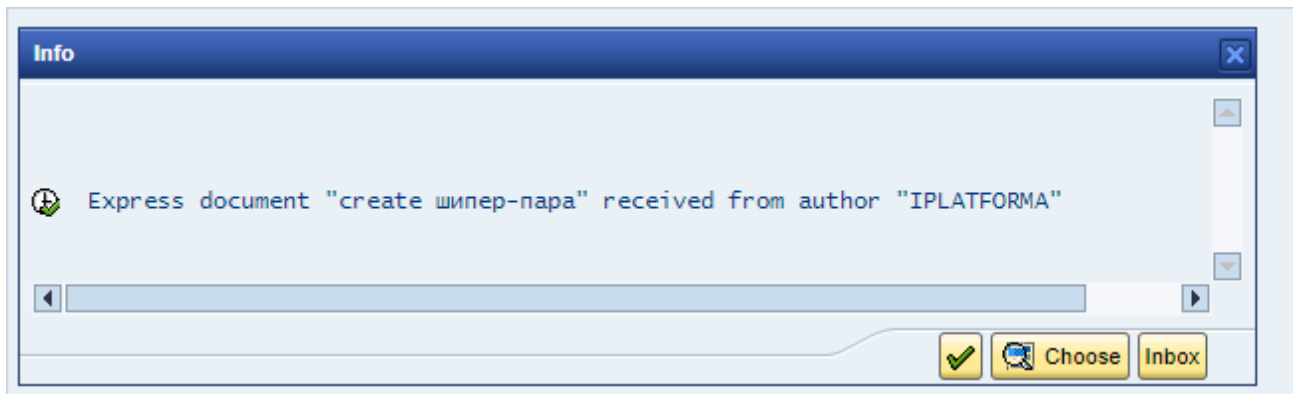 Info
Express document "create шипер-пара" received from author "IPLATFORMA"
Choose
Inbox